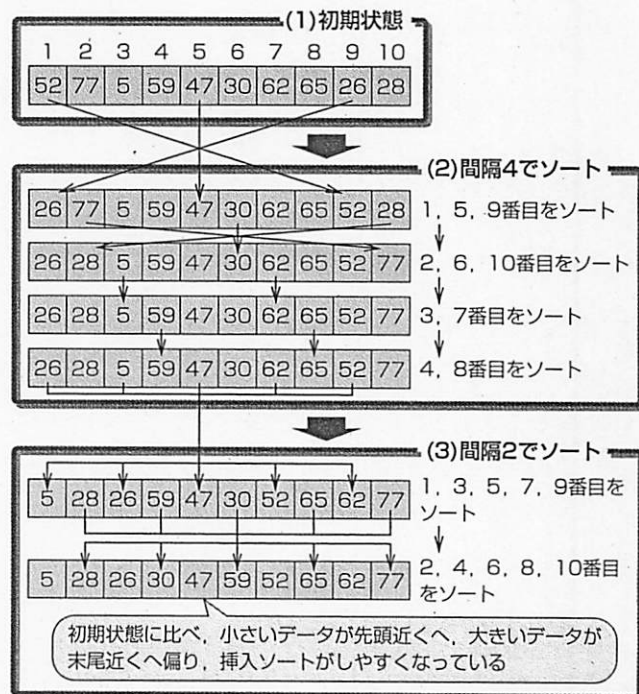 (1)初期状態
1 2 3 4 5 6 7 8 9 10
52 77 5 59 47 30 62 65 26 28
(2)間隔4でソート
26 77 5 59 47 30 62 65 52 28
1, 5, 9番目をソート
26 28 5 59 47 30 62 65 52 77
2, 6, 10番目をソート
26 28 5 59 47 30 62 65 52 77
3, 7番目をソート
26 28 5 59 47 30 62 65 52 77
4, 8番目をソート
(3)間隔2でソート
5 28 26 59 47 30 52 65 62 77
1, 3, 5, 7, 9番目を
ソート
5 28 26 30 47 59 52 65 62 77
2, 4, 6, 8, 10番目
をソート
初期状態に比べ，小さいデータが先頭近くへ，大きいデータが
末尾近くへ偏り，挿入ソートがしやすくなっている